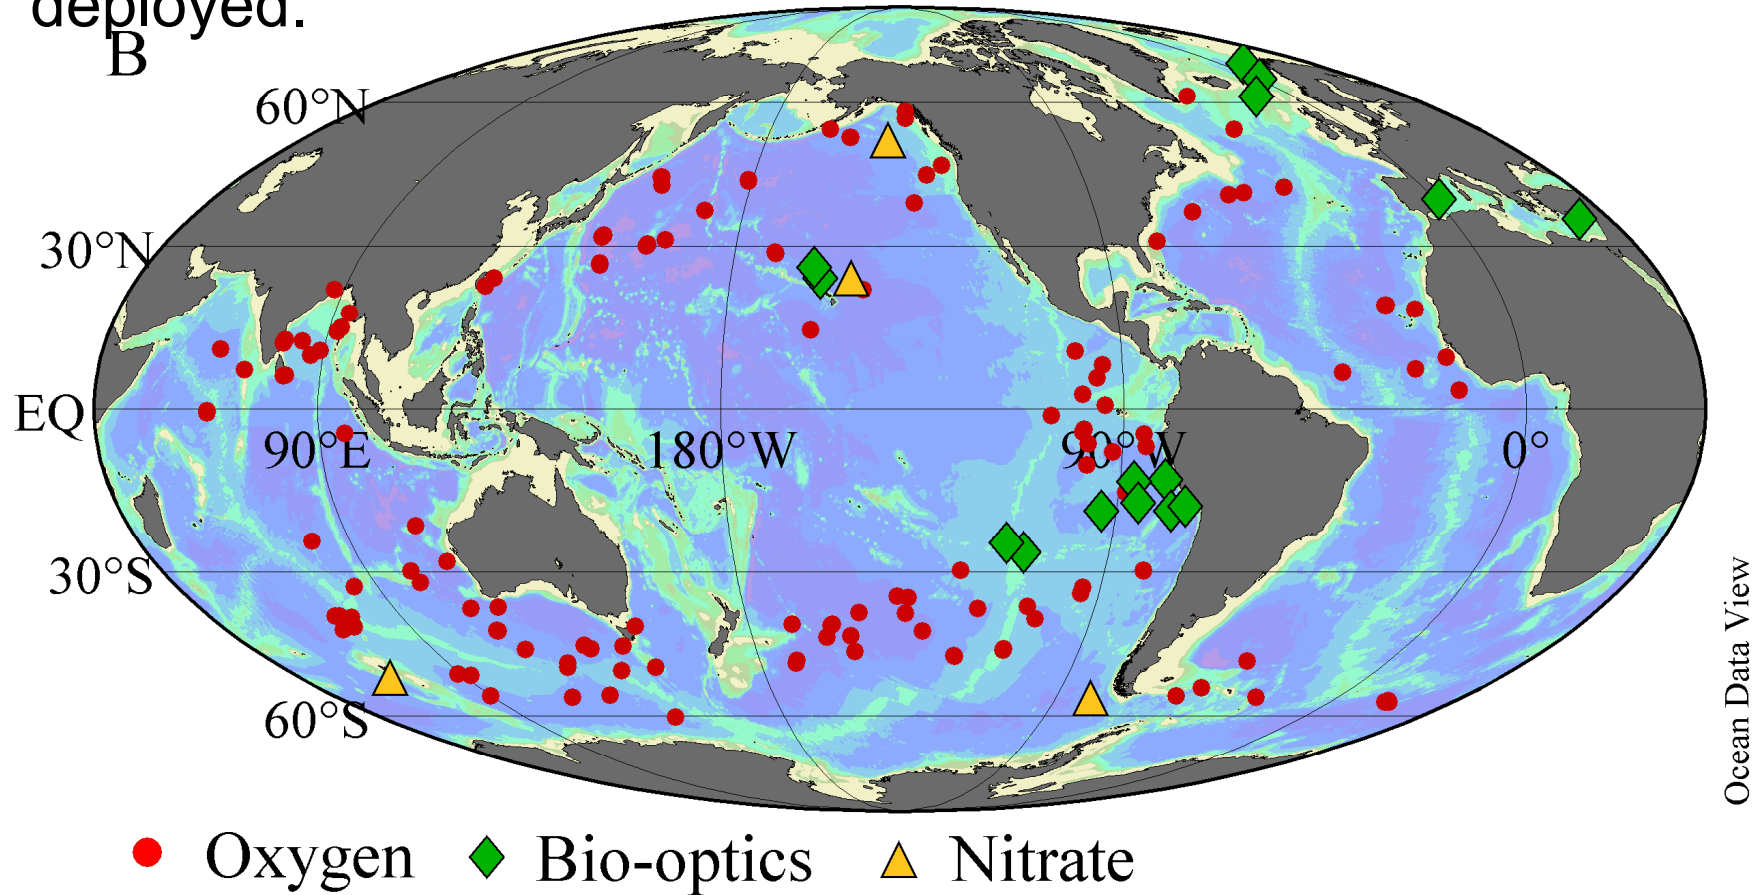 deployed.
B
60°N
30°N
EQ
90°E 180°W 90°W 0°
30°S
60°S
Ocean Data View
Oxygen Bio-optics Nitrate